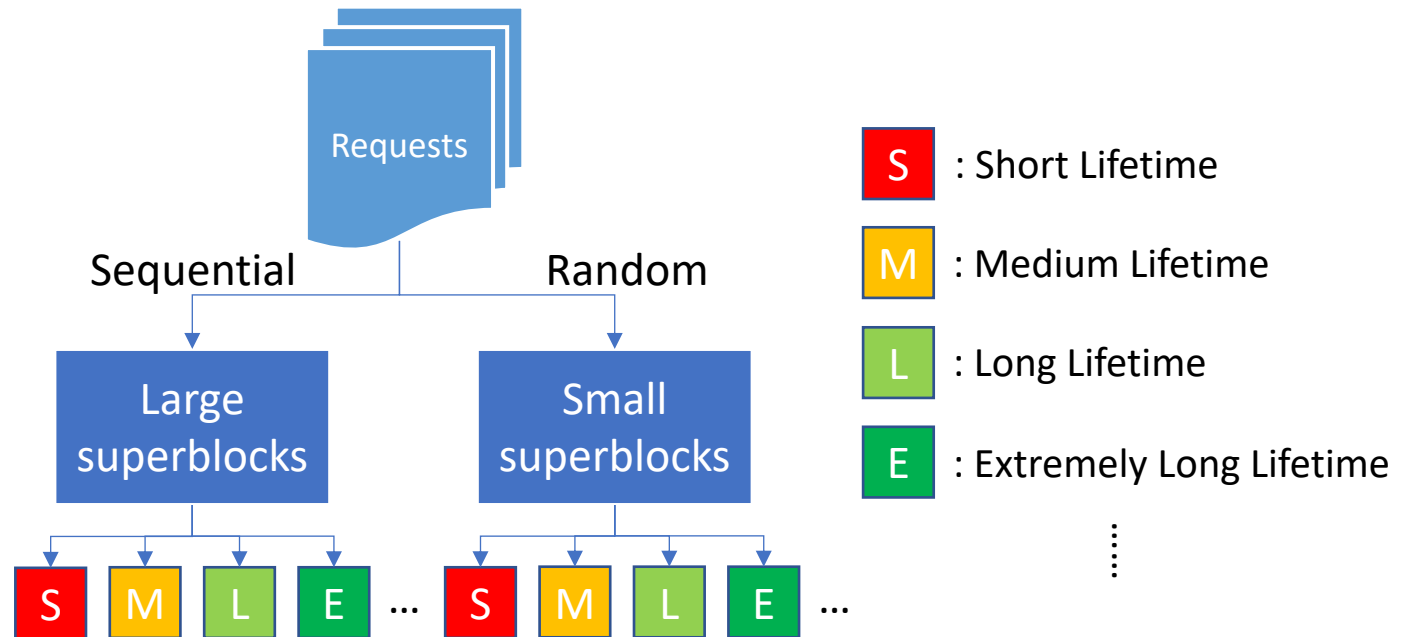 Requests
Sequential
Random
Large
superblocks
Small
superblocks
S M L E ... S M L E ...
S : Short Lifetime
M : Medium Lifetime
L : Long Lifetime
E : Extremely Long Lifetime
......